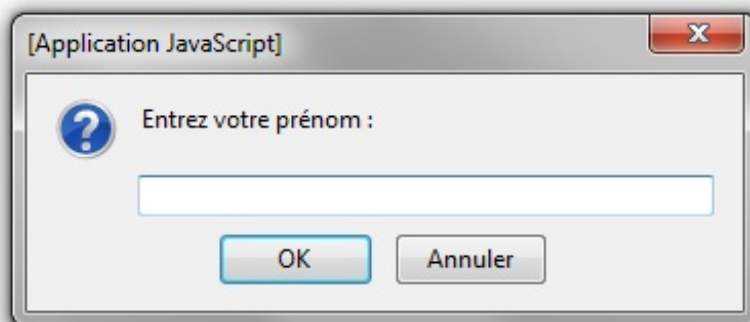 [Application JavaScript]
Entrez votre prénom :
OK
Annuler